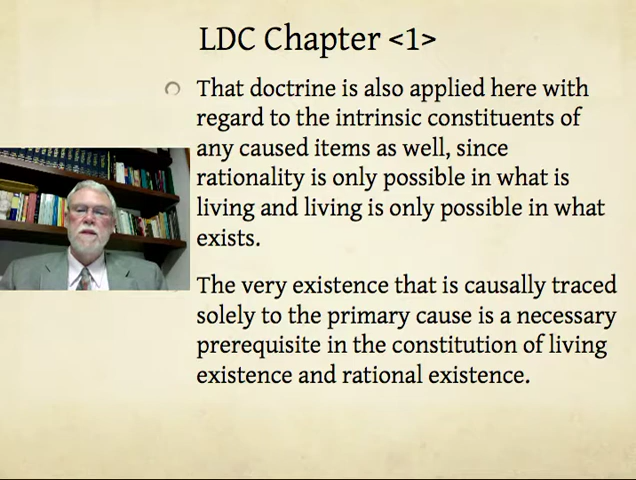 LDC Chapter <1>
That doctrine is also applied here with
regard to the intrinsic constituents of
any caused items as well, since
rationality is only possible in what is
living and living is only possible in what
exists.
The very existence that is causally traced
solely to the primary cause is a necessary
prerequisite in the constitution of living
existence and rational existence.